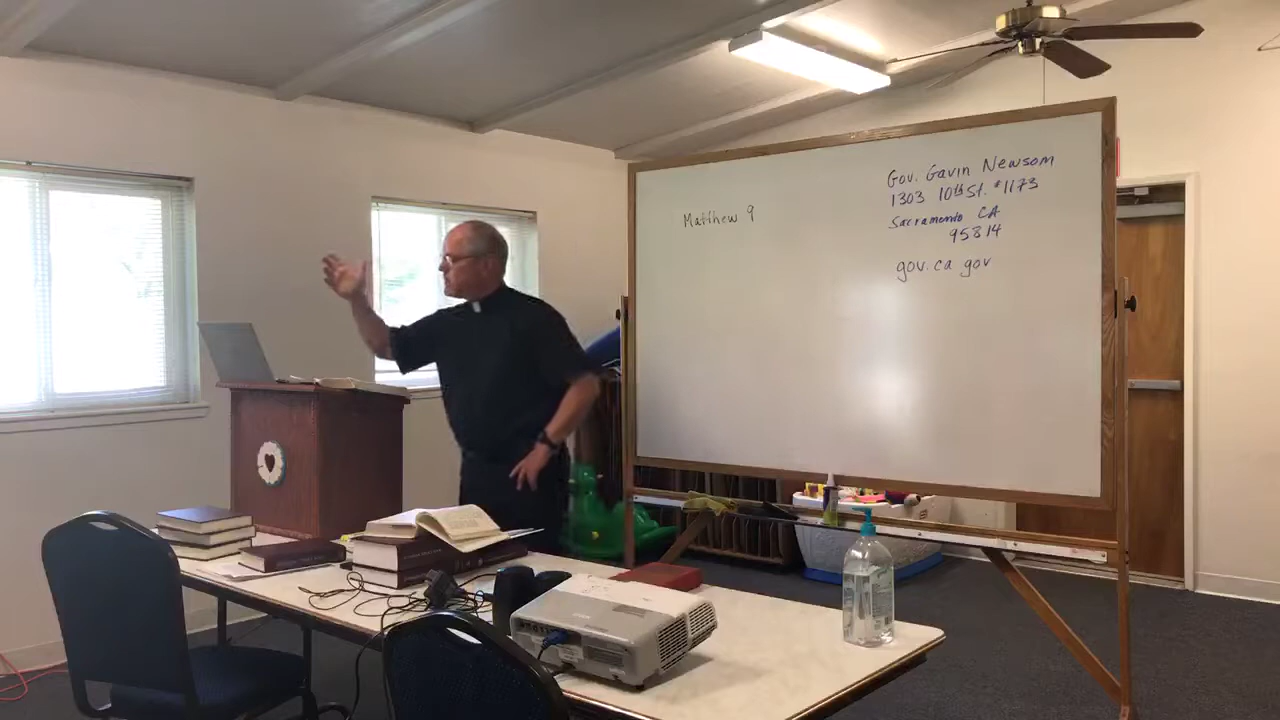 Matthew 9
Gov. Gavin Newsom
1303 10th St. #1173
Sacramento CA
95814
gov.ca gov